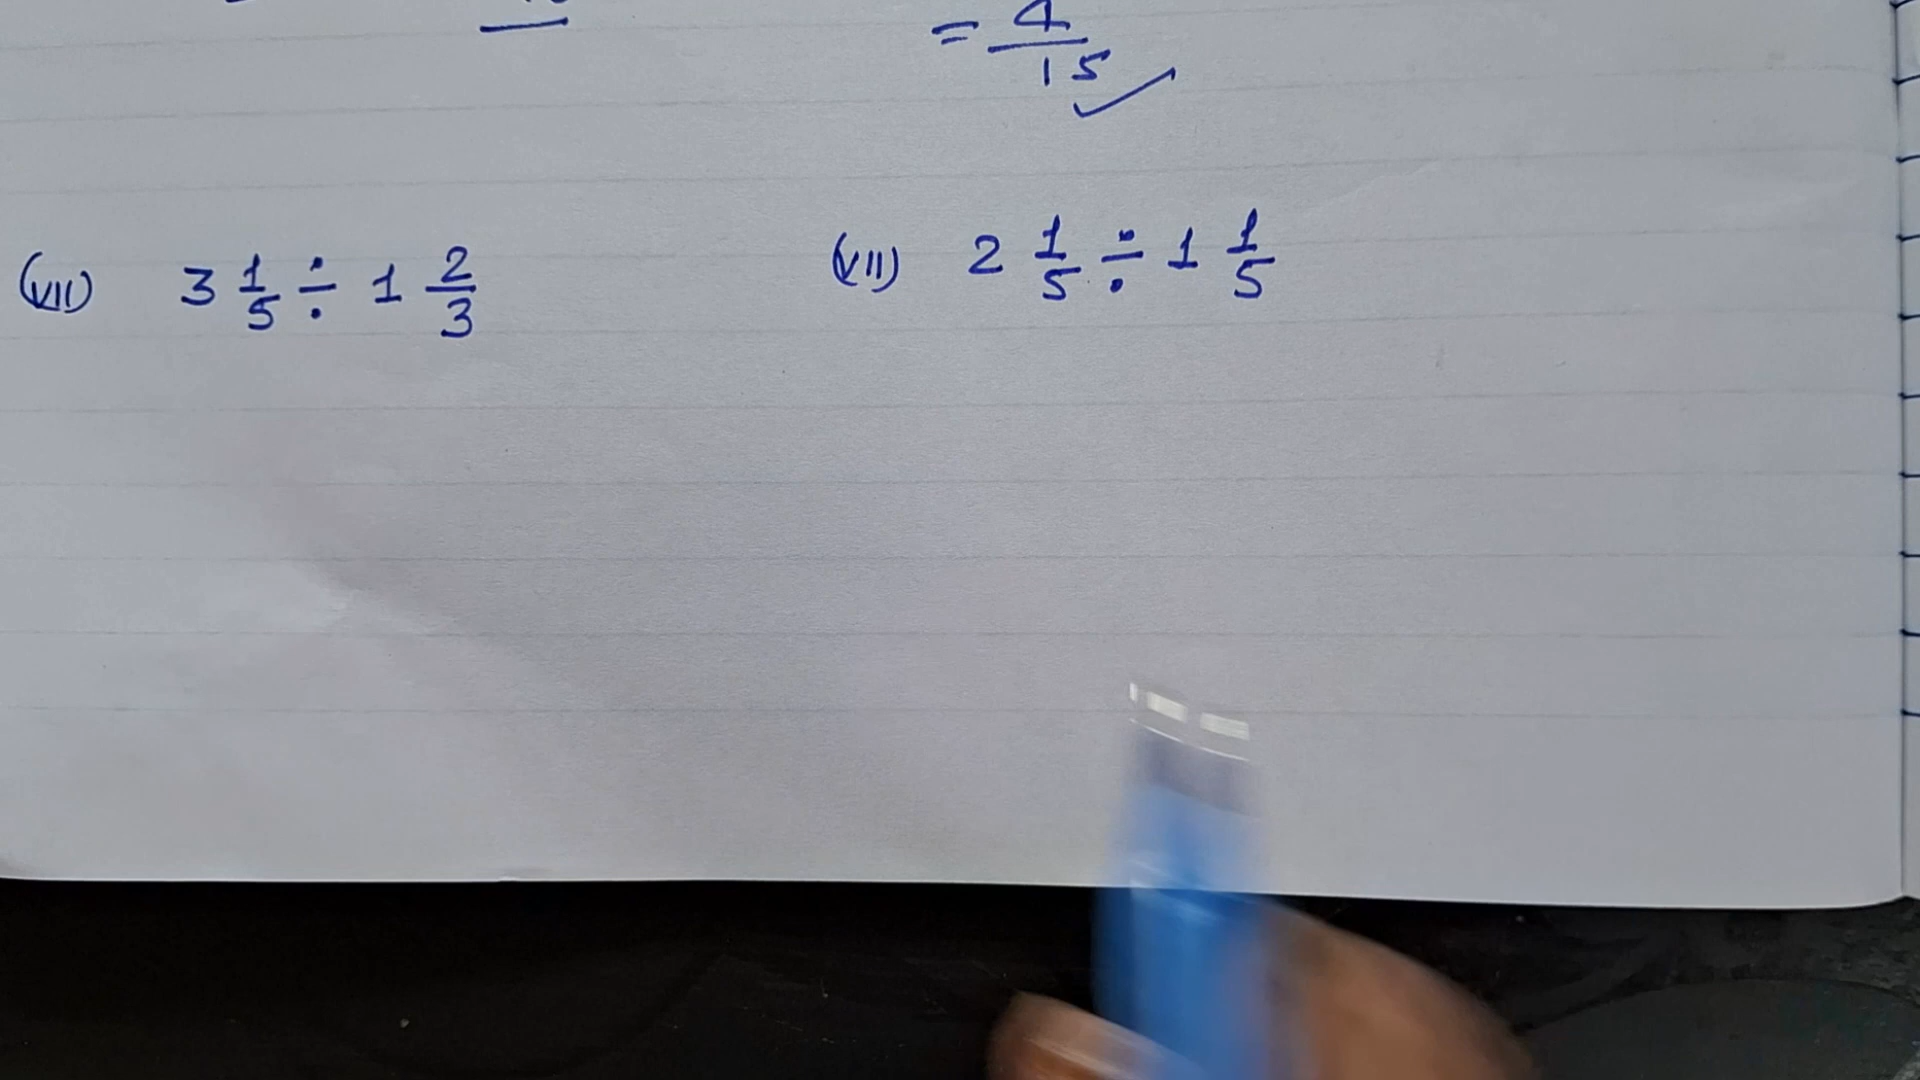 = 4/15 ✓
(vii) 3 1/5 ÷ 1 2/3
(vii) 2 1/5 ÷ 1 1/5